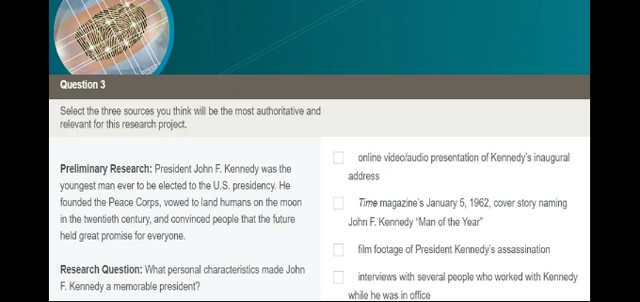 Question 3
Select the three sources you think will be the most authoritative and
relevant for this research project.
Preliminary Research: President John F. Kennedy was the
youngest man ever to be elected to the U.S. presidency. He
founded the Peace Corps, vowed to land humans on the moon
in the twentieth century, and convinced people that the future
held great promise for everyone.
Research Question: What personal characteristics made John
F. Kennedy a memorable president?
online video/audio presentation of Kennedy's inaugural
address
Time magazine's January 5, 1962, cover story naming
John F. Kennedy “Man of the Year”
film footage of President Kennedy's assassination
interviews with several people who worked with Kennedy
while he was in office